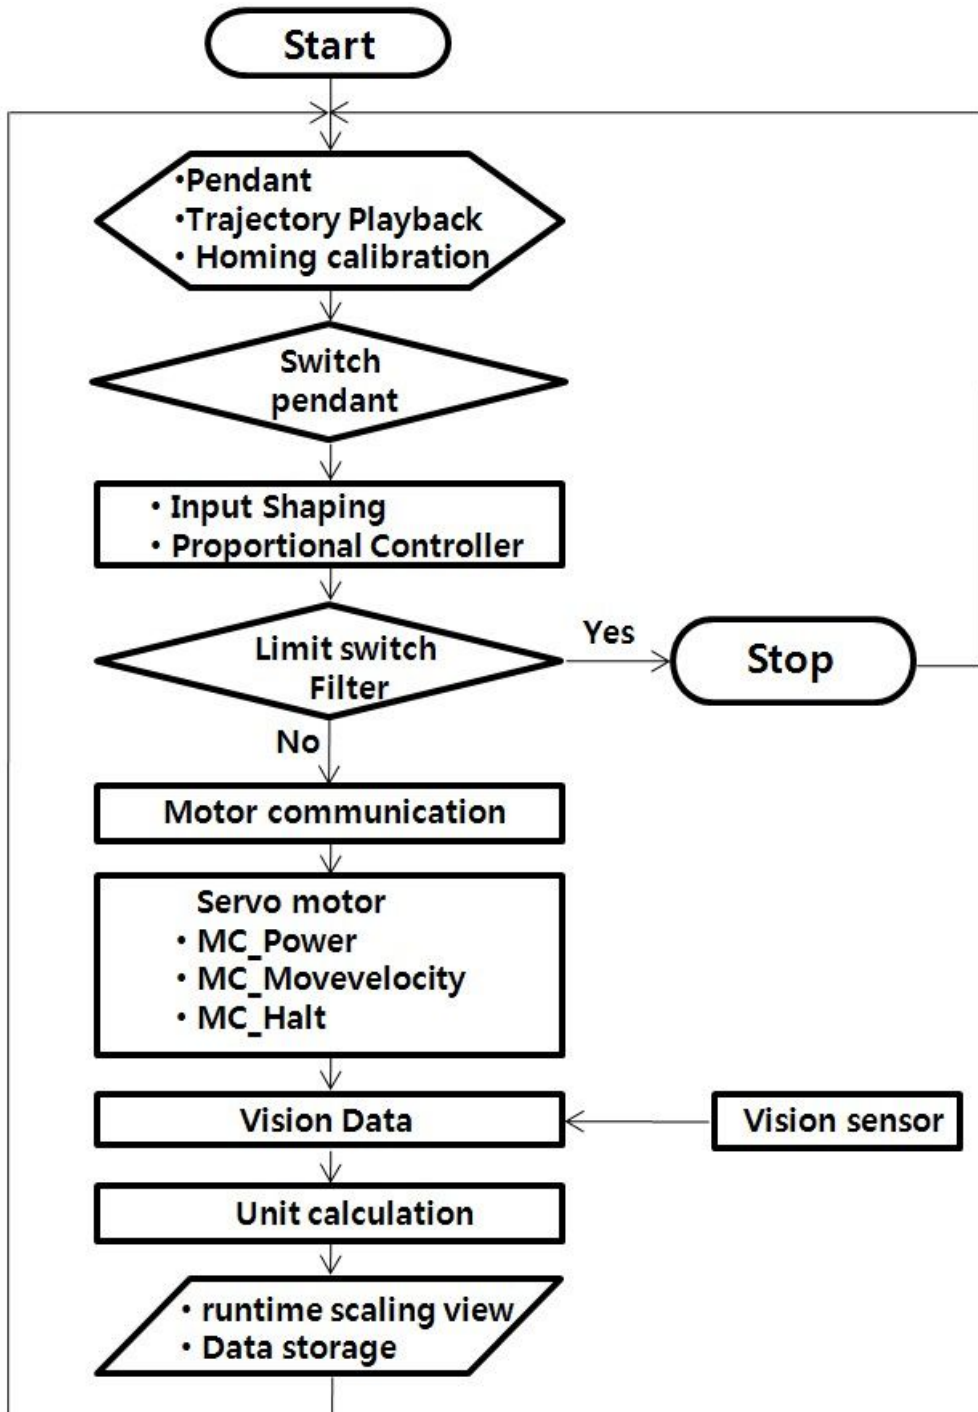 Start
•Pendant
•Trajectory Playback
• Homing calibration
Switch
pendant
• Input Shaping
• Proportional Controller
Limit switch
Filter
Yes
Stop
No
Motor communication
Servo motor
• MC_Power
• MC_Movevelocity
• MC_Halt
Vision Data
Vision sensor
Unit calculation
• runtime scaling view
• Data storage